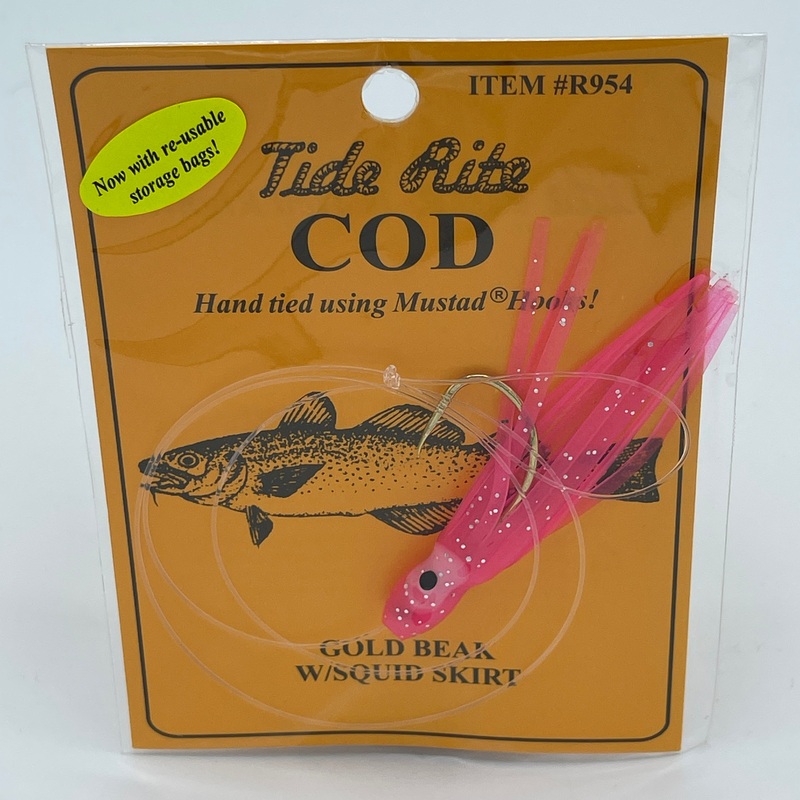 ITEM #R954
Now with re-usable
storage bags!
Tide Rite
COD
Hand tied using Mustad® Hooks!
GOLD BEAK
W/SQUID SKIRT